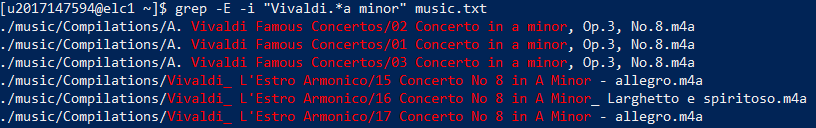 [u2017147594@elc1 ~]$ grep -E -i "Vivaldi.*a minor" music.txt
./music/Compilations/A. Vivaldi Famous Concertos/02 Concerto in a minor, Op.3, No.8.m4a
./music/Compilations/A. Vivaldi Famous Concertos/01 Concerto in a minor, Op.3, No.8.m4a
./music/Compilations/A. Vivaldi Famous Concertos/03 Concerto in a minor, Op.3, No.8.m4a
./music/Compilations/Vivaldi_ L'Estro Armonico/15 Concerto No 8 in A Minor - allegro.m4a
./music/Compilations/Vivaldi_ L'Estro Armonico/16 Concerto No 8 in A Minor_ Larghetto e spiritoso.m4a
./music/Compilations/Vivaldi_ L'Estro Armonico/17 Concerto No 8 in A Minor - allegro.m4a